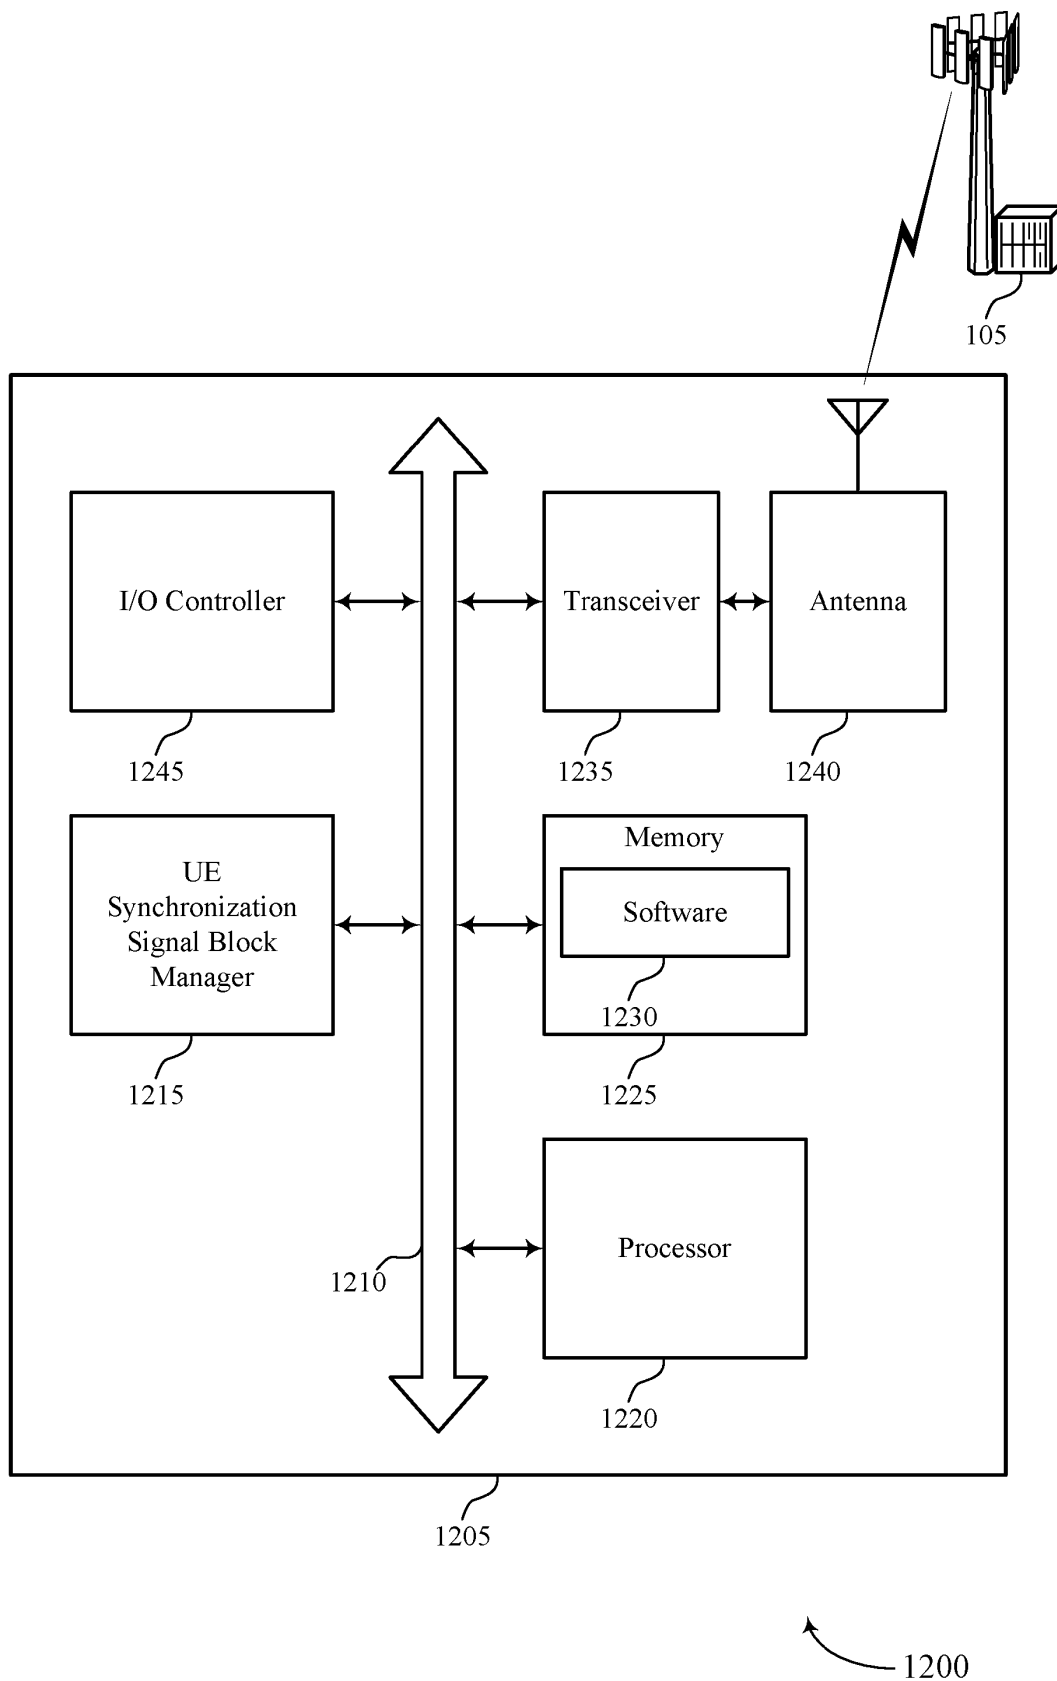 105
I/O Controller
Transceiver
Antenna
1245
1235
1240
UE
Synchronization
Signal Block
Manager
Memory
Software
1230
1215
1225
Processor
1210
1220
1205
1200